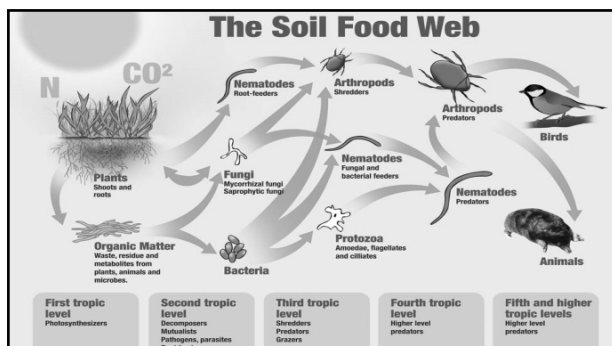 The Soil Food Web
N
CO²
Nematodes
Root-feeders
Arthropods
Shredders
Arthropods
Predators
Birds
Plants
Shoots and
roots
Fungi
Mycorrhizal fungi
Saprophytic fungi
Nematodes
Fungal and
bacterial feeders
Nematodes
Predators
Organic Matter
Waste, residue and
metabolites from
plants, animals and
microbes.
Bacteria
Protozoa
Amoedae, flagellates
and cilliates
Animals
First tropic
level
Photosynthesizers
Second tropic
level
Decomposers
Mutualists
Pathogens, parasites
Third tropic
level
Shredders
Predators
Grazers
Fourth tropic
level
Higher level
predators
Fifth and higher
tropic levels
Higher level
predators